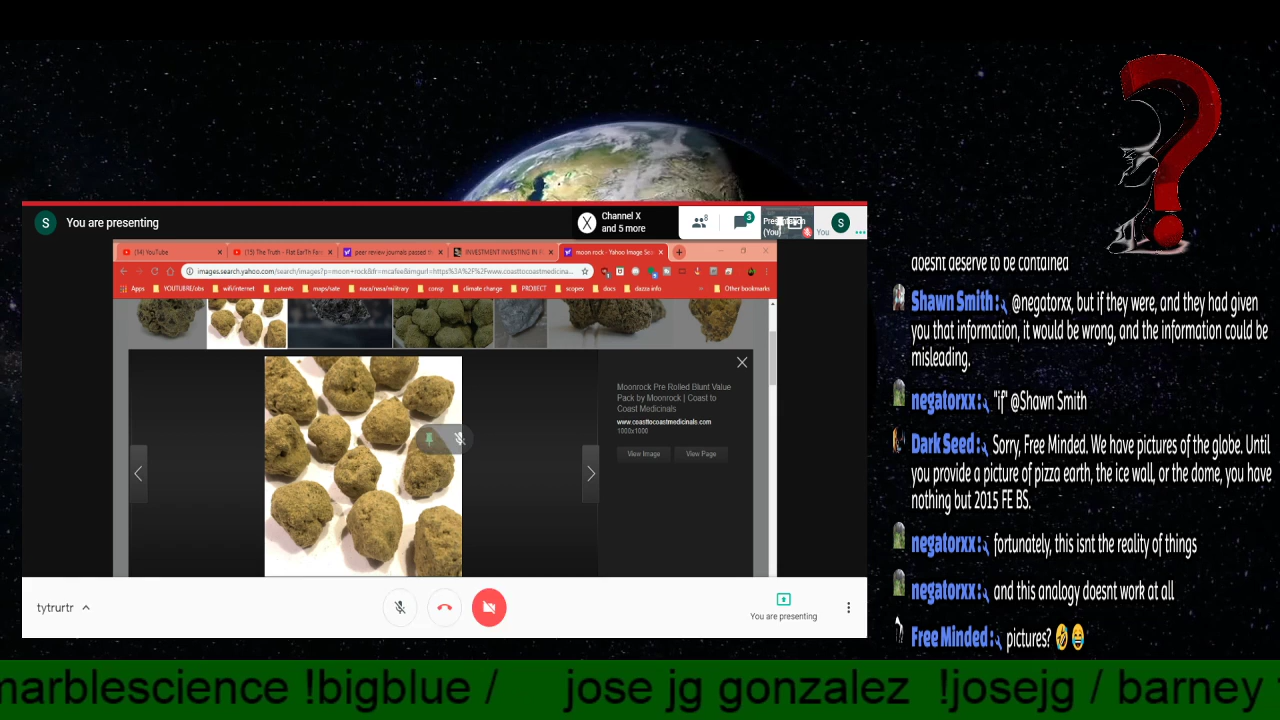 You are presenting
S
Channel X
and 5 more
8
3
(You)
S
You
(14) YouTube
(15) The Truth - Flat Earth
peer review journals passed
INVESTMENT INVESTING IN
moon rock - Yahoo Image Sea
images.search.yahoo.com/search/images?p=moon+rock&fr=mcafee&imgurl=https%3A%2F%2Fwww.coasttocoastmedicina...
Apps
YOUTUBE/obs
wifi/internet
patents
maps/sate
naca/nasa/military
consp
climate change
PROJECT
scopex
docs
dazza info
»
Other bookmarks
Moonrock Pre Rolled Blunt Value
Pack by Moonrock | Coast to
Coast Medicinals
www.coasttocoastmedicinals.com
1000x1000
View Image
View Page
tytrurtr
You are presenting
doesnt deserve to be contained
Shawn Smith: @negatorxx, but if they were, and they had given
you that information, it would be wrong, and the information could be
misleading.
negatorxx: "if" @Shawn Smith
Dark Seed: Sorry, Free Minded. We have pictures of the globe. Until
you provide a picture of pizza earth, the ice wall, or the dome, you have
nothing but 2015 FE BS.
negatorxx: fortunately, this isnt the reality of things
negatorxx: and this analogy doesnt work at all
Free Minded: pictures? 🤣😂
marblescience !bigblue / jose jg gonzalez !josejg / barney